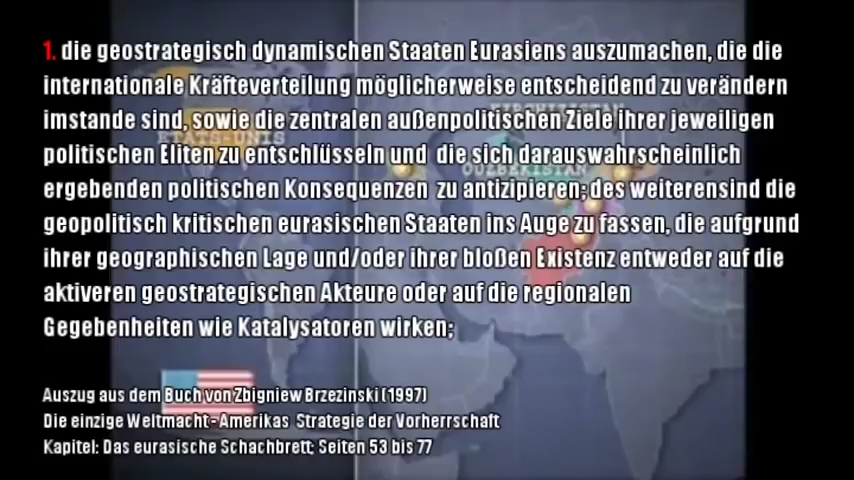 1. die geostrategisch dynamischen Staaten Eurasiens auszumachen, die die
internationale Kräfteverteilung möglicherweise entscheidend zu verändern
imstande sind, sowie die zentralen außenpolitischen Ziele ihrer jeweiligen
politischen Eliten zu entschlüsseln und die sich darauswahrscheinlich
ergebenden politischen Konsequenzen zu antizipieren; des weiterensind die
geopolitisch kritischen eurasischen Staaten ins Auge zu fassen, die aufgrund
ihrer geographischen Lage und/oder ihrer bloßen Existenz entweder auf die
aktiveren geostrategischen Akteure oder auf die regionalen
Gegebenheiten wie Katalysatoren wirken;
Auszug aus dem Buch von Zbigniew Brzezinski (1997)
Die einzige Weltmacht - Amerikas Strategie der Vorherrschaft
Kapitel: Das eurasische Schachbrett; Seiten 53 bis 77
KIRGHIZISTAN
ETATS-UNIS
OUZBEKISTAN